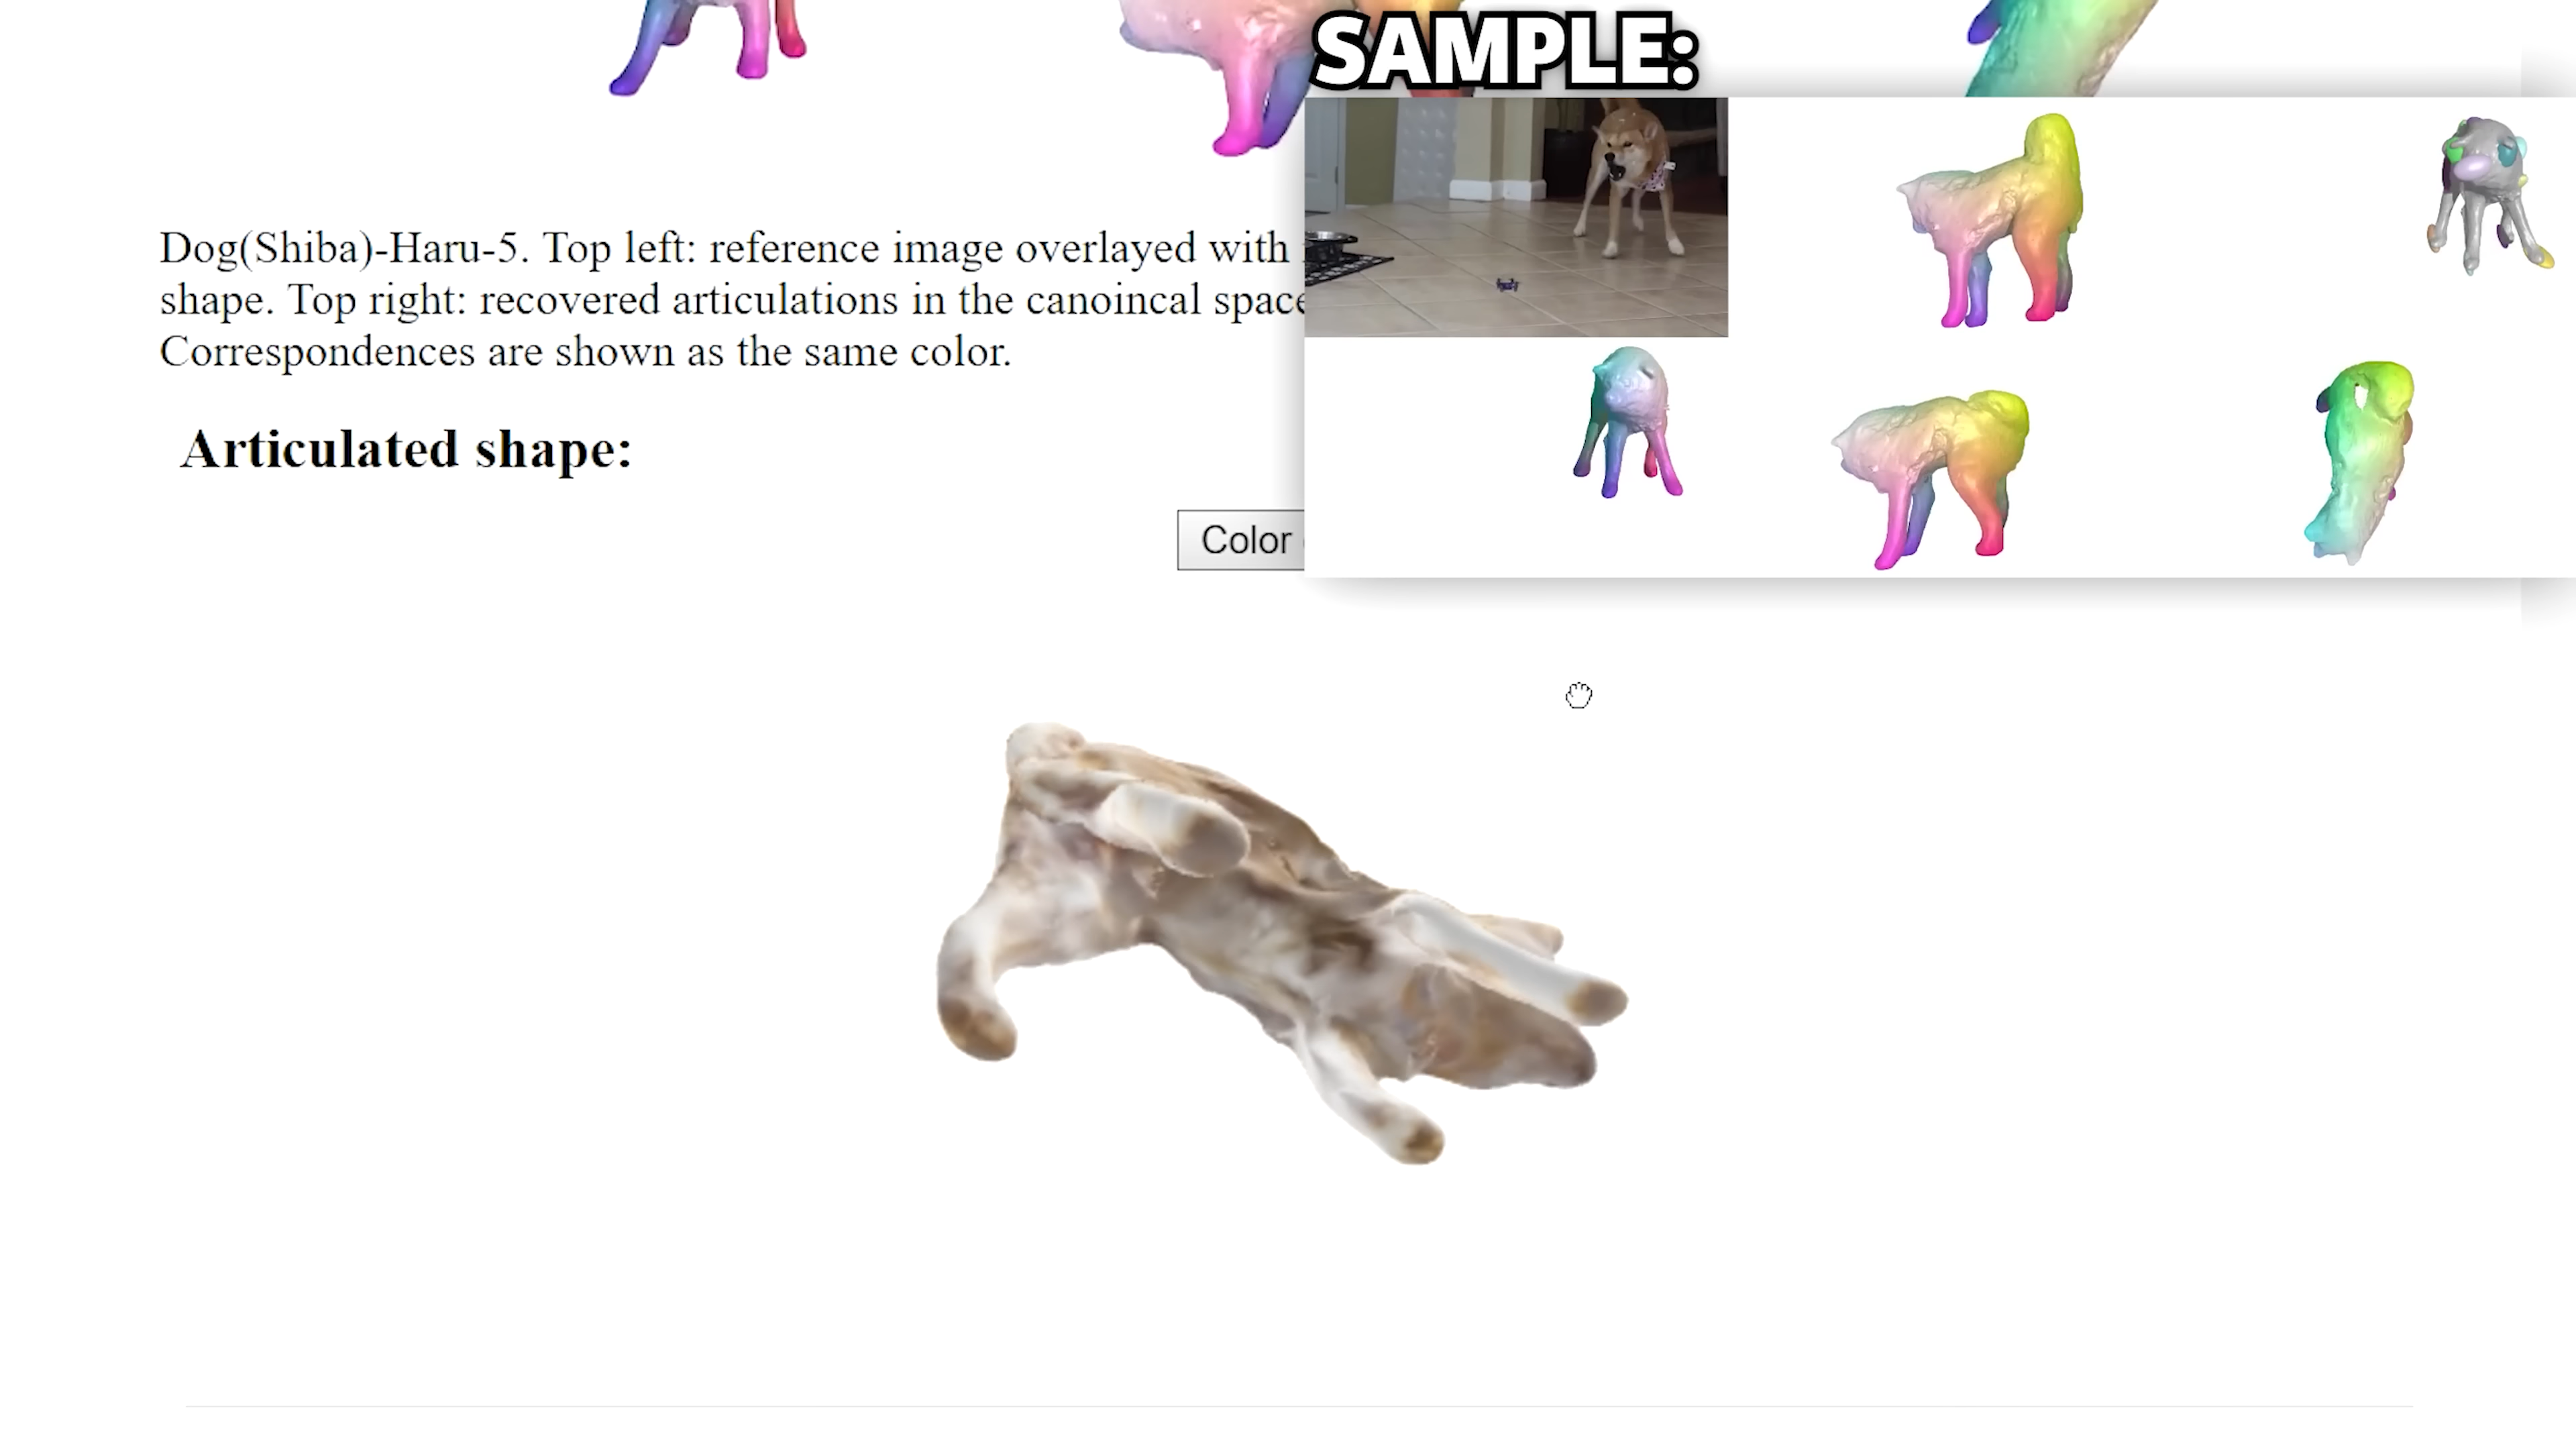 SAMPLE:
Dog(Shiba)-Haru-5. Top left: reference image overlayed with
shape. Top right: recovered articulations in the canoincal space
Correspondences are shown as the same color.
Articulated shape:
Color